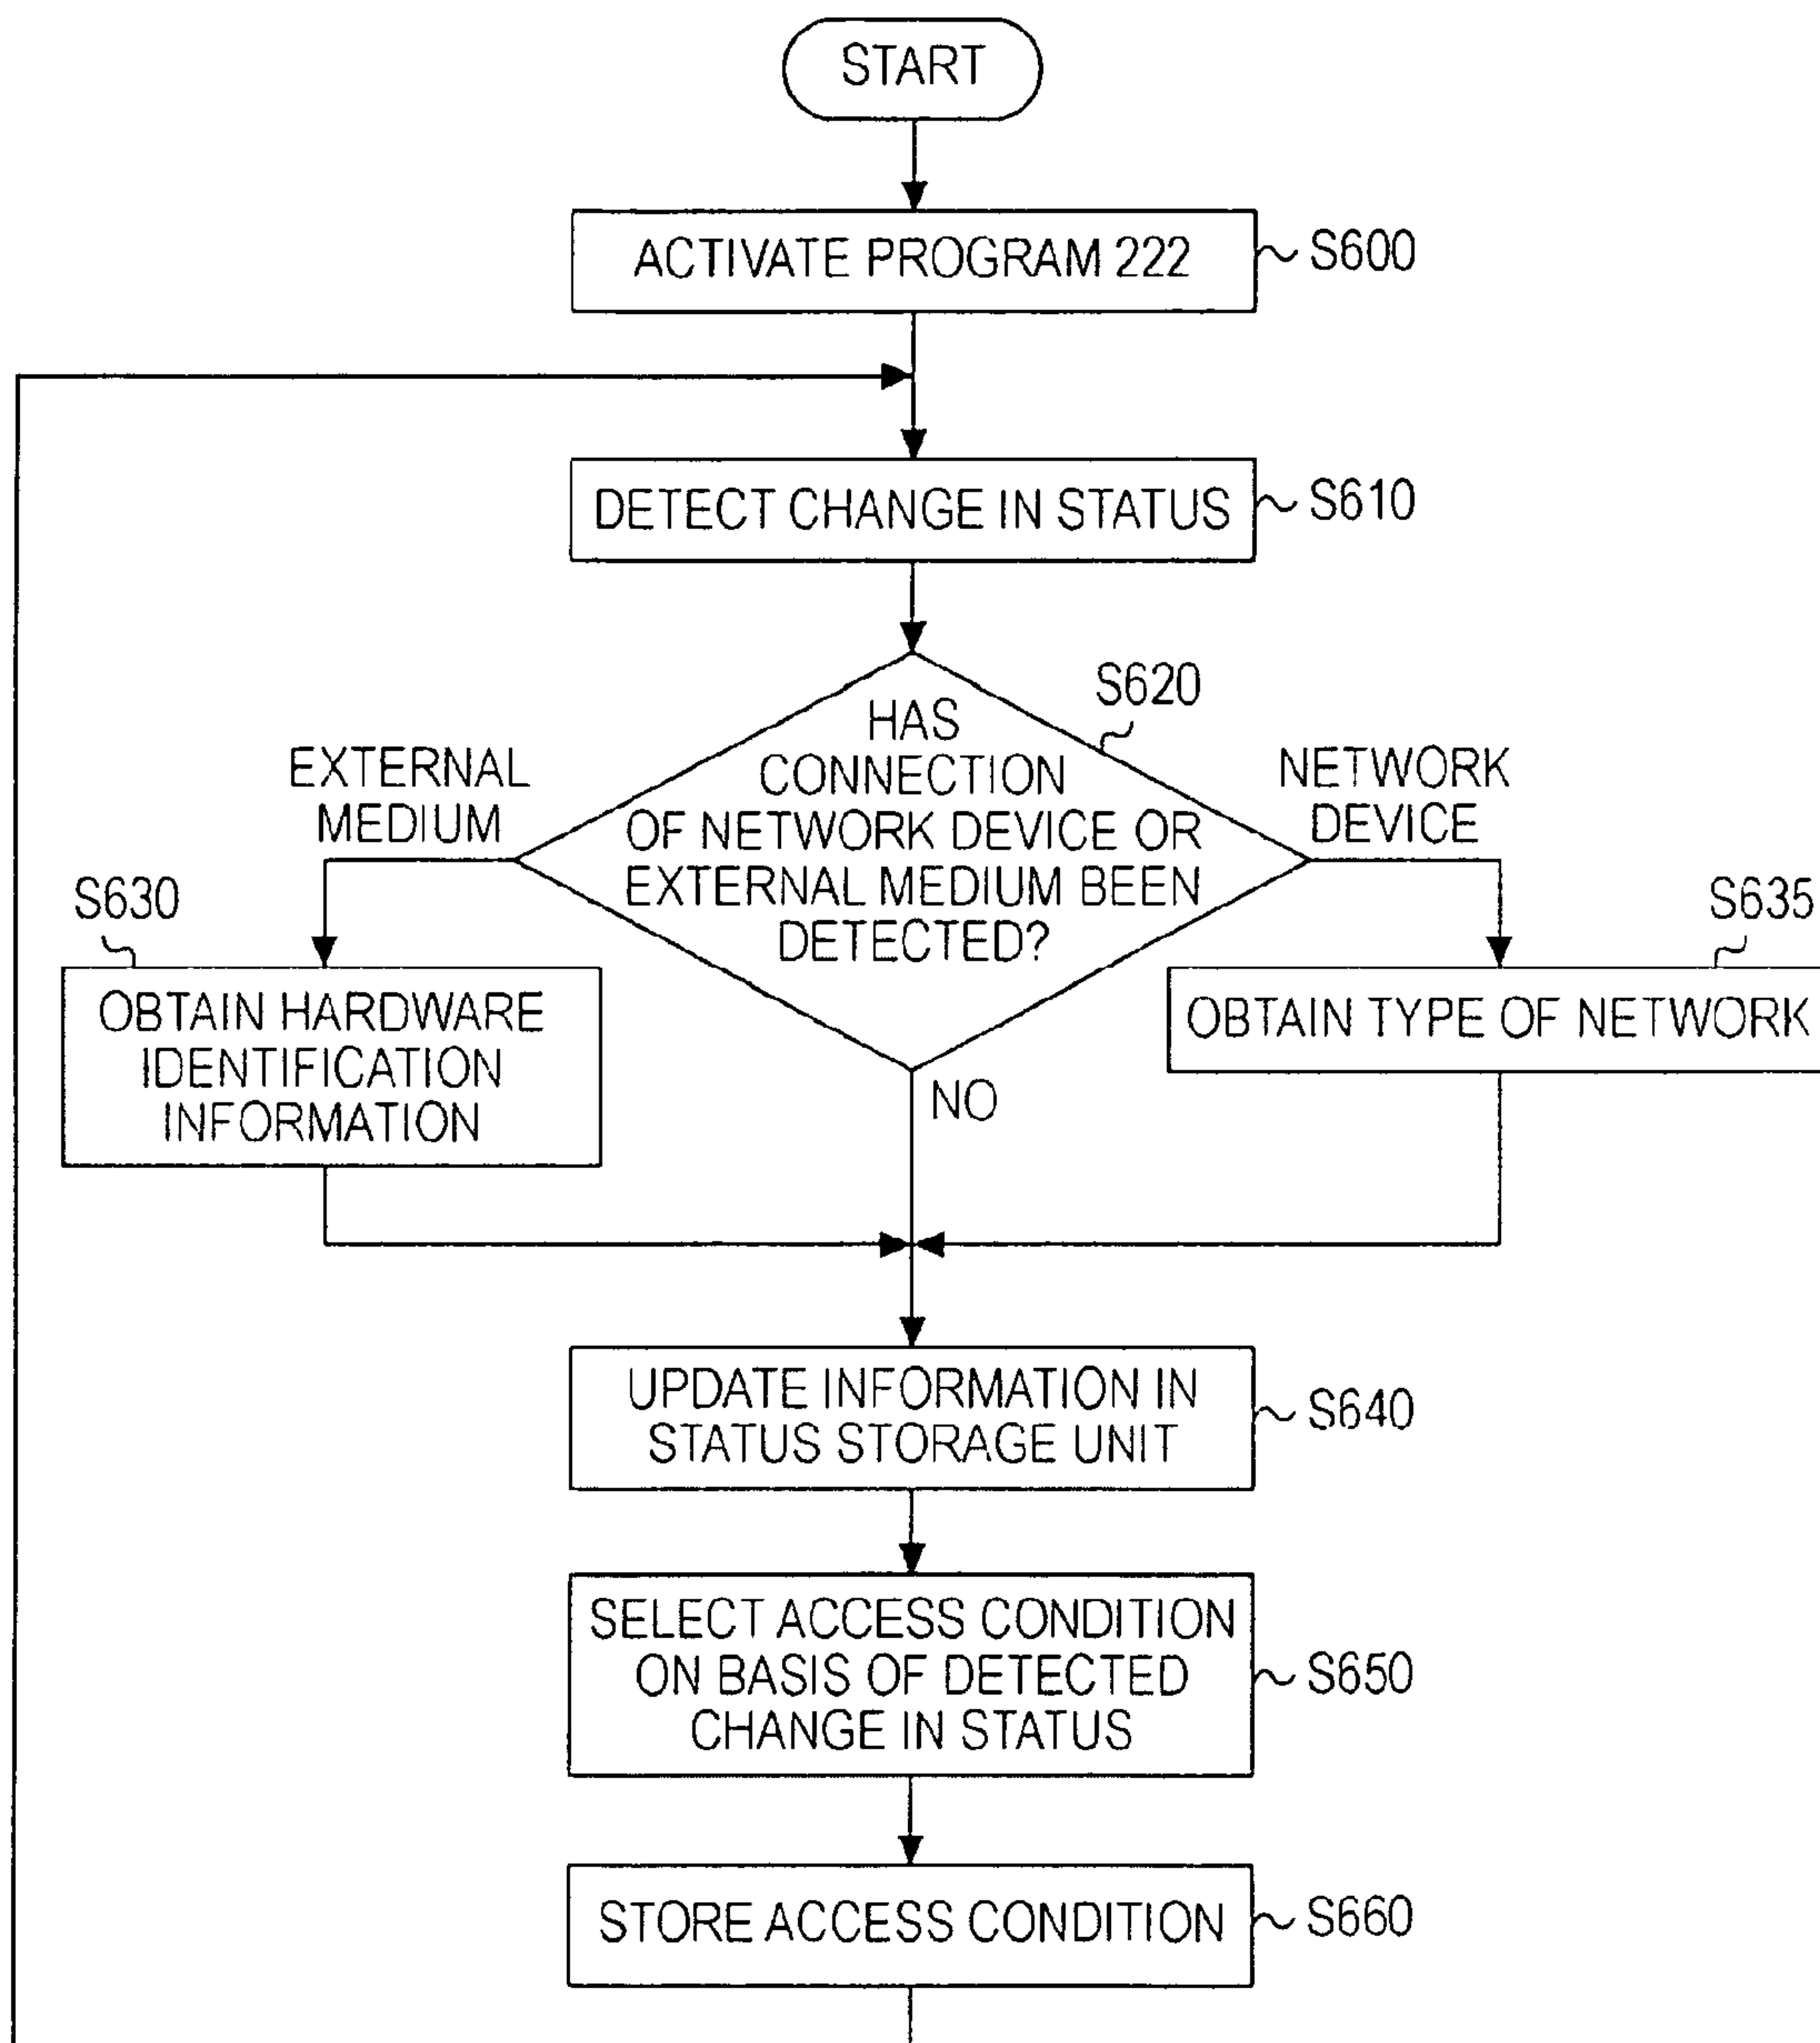 START
ACTIVATE PROGRAM 222
S600
DETECT CHANGE IN STATUS
S610
S620
HAS
CONNECTION
OF NETWORK DEVICE OR
EXTERNAL MEDIUM BEEN
DETECTED?
EXTERNAL
MEDIUM
NETWORK
DEVICE
S630
OBTAIN HARDWARE
IDENTIFICATION
INFORMATION
S635
OBTAIN TYPE OF NETWORK
NO
UPDATE INFORMATION IN
STATUS STORAGE UNIT
S640
SELECT ACCESS CONDITION
ON BASIS OF DETECTED
CHANGE IN STATUS
S650
STORE ACCESS CONDITION
S660